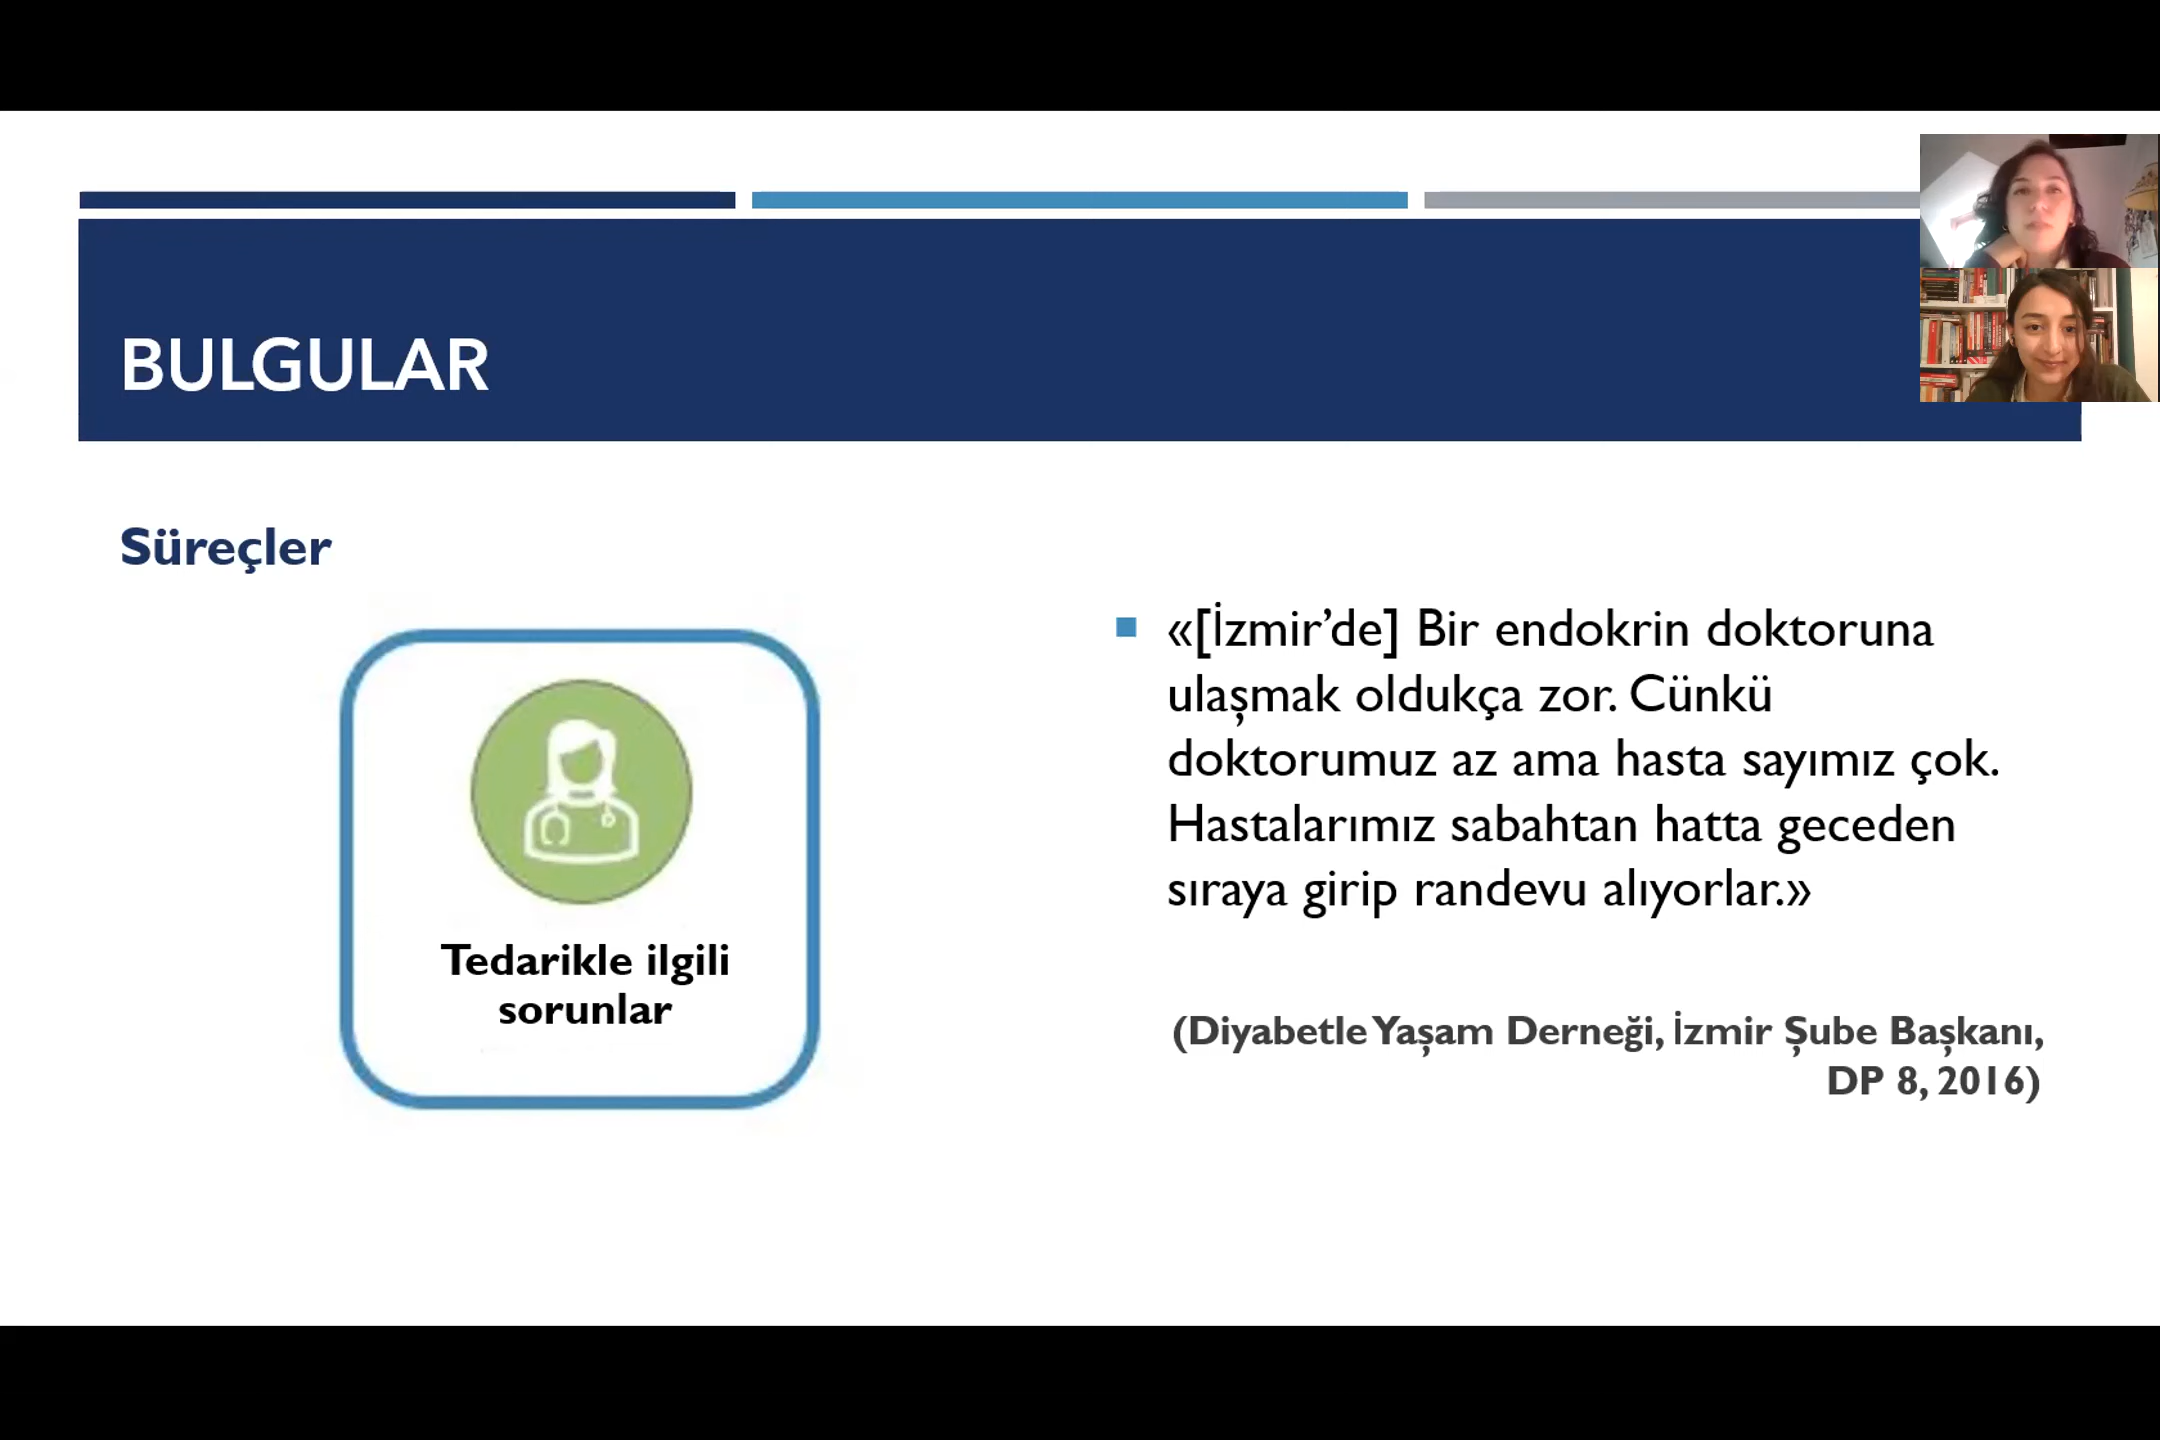 BULGULAR
Süreçler
Tedarikle ilgili
sorunlar
«[İzmir’de] Bir endokrin doktoruna
ulaşmak oldukça zor. Cünkü
doktorumuz az ama hasta sayımız çok.
Hastalarımız sabahtan hatta geceden
sıraya girip randevu alıyorlar.»
(Diyabetle Yaşam Derneği, İzmir Şube Başkanı,
DP 8, 2016)